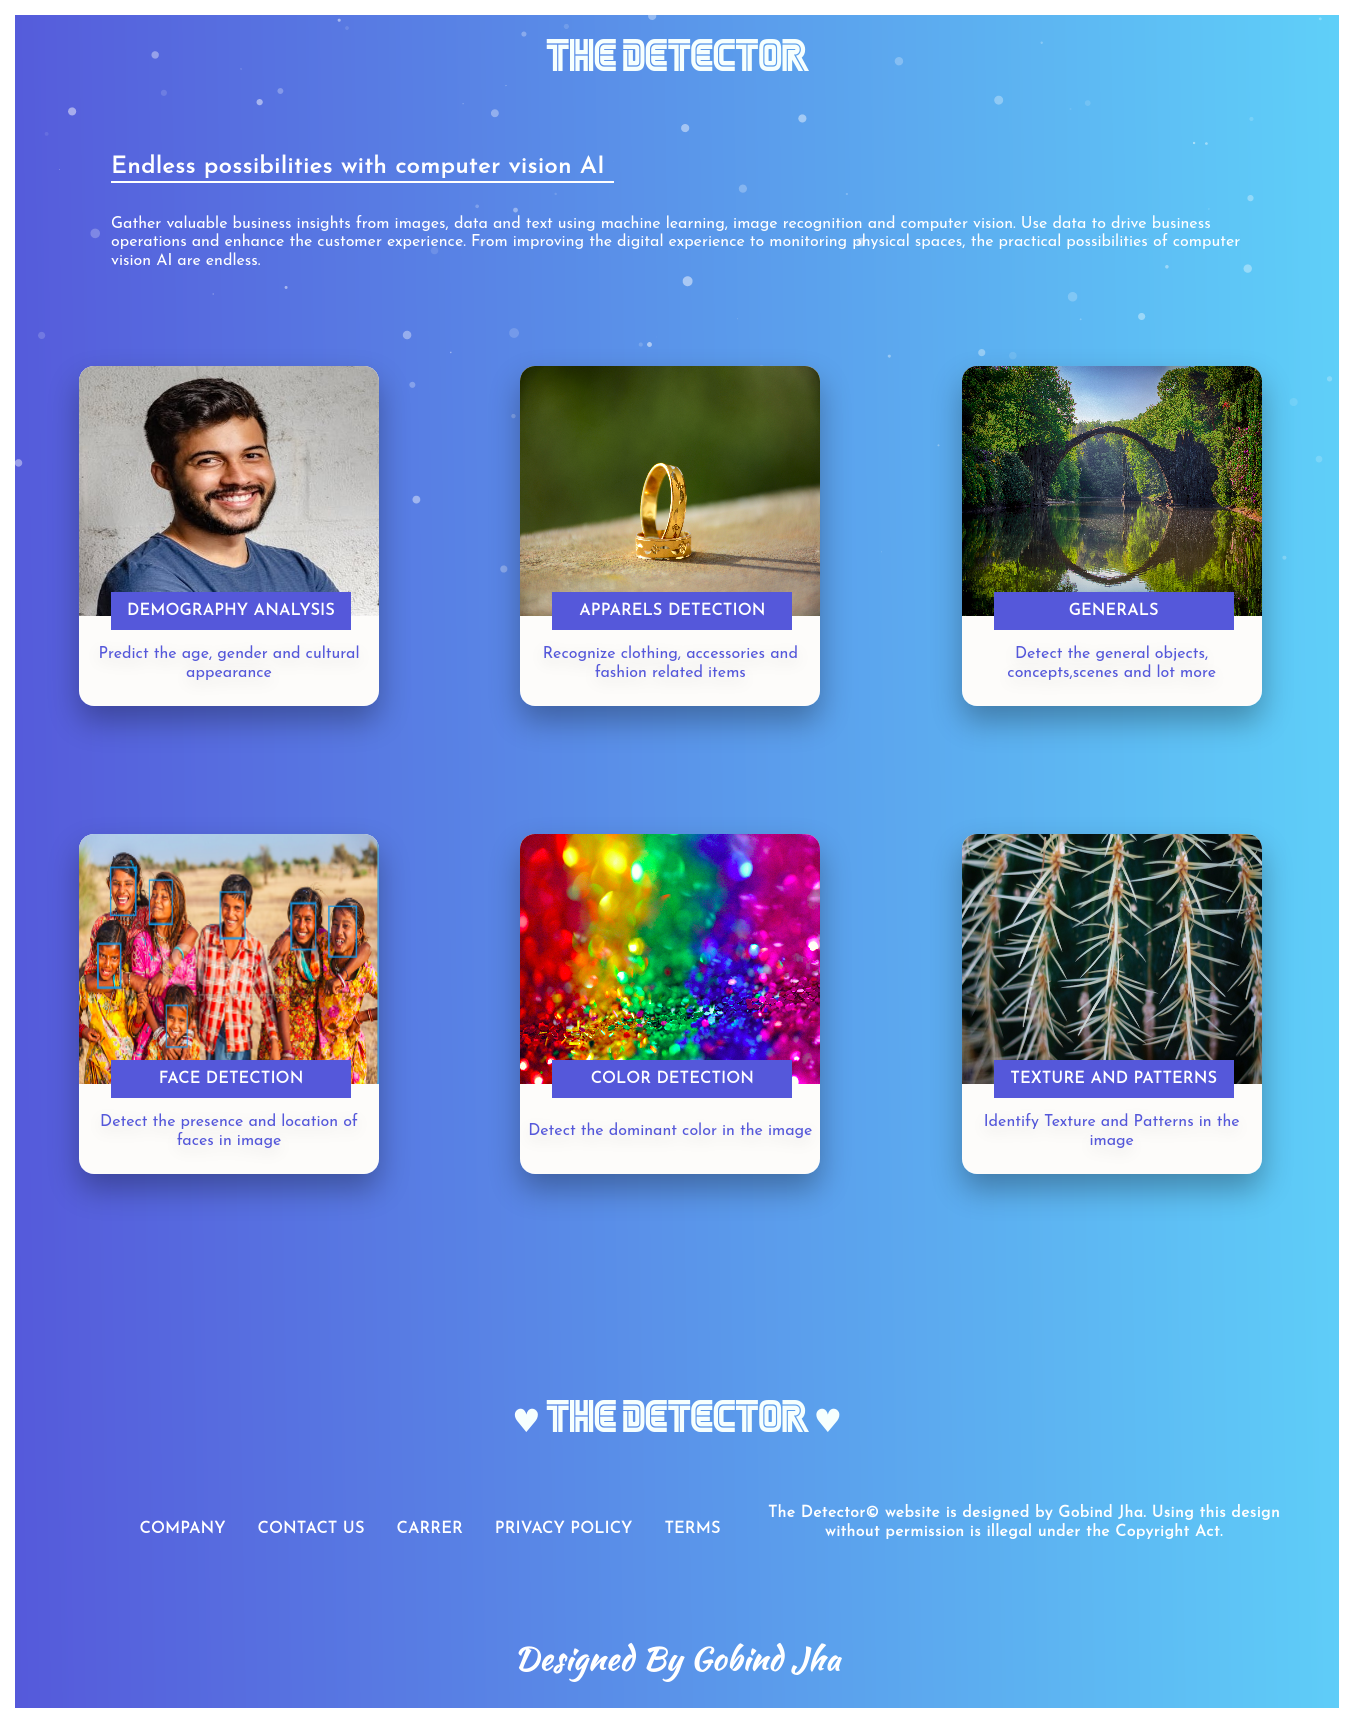 THE DETECTOR
Endless possibilities with computer vision AI
Gather valuable business insights from images, data and text using machine learning, image recognition and computer vision. Use data to drive business
operations and enhance the customer experience. From improving the digital experience to monitoring physical spaces, the practical possibilities of computer
vision AI are endless.
DEMOGRAPHY ANALYSIS
Predict the age, gender and cultural
appearance
APPARELS DETECTION
Recognize clothing, accessories and
fashion related items
GENERALS
Detect the general objects,
concepts,scenes and lot more
FACE DETECTION
Detect the presence and location of
faces in image
COLOR DETECTION
Detect the dominant color in the image
TEXTURE AND PATTERNS
Identify Texture and Patterns in the
image
♥ THE DETECTOR ♥
COMPANY CONTACT US CARRER PRIVACY POLICY TERMS
The Detector© website is designed by Gobind Jha. Using this design
without permission is illegal under the Copyright Act.
Designed By Gobind Jha